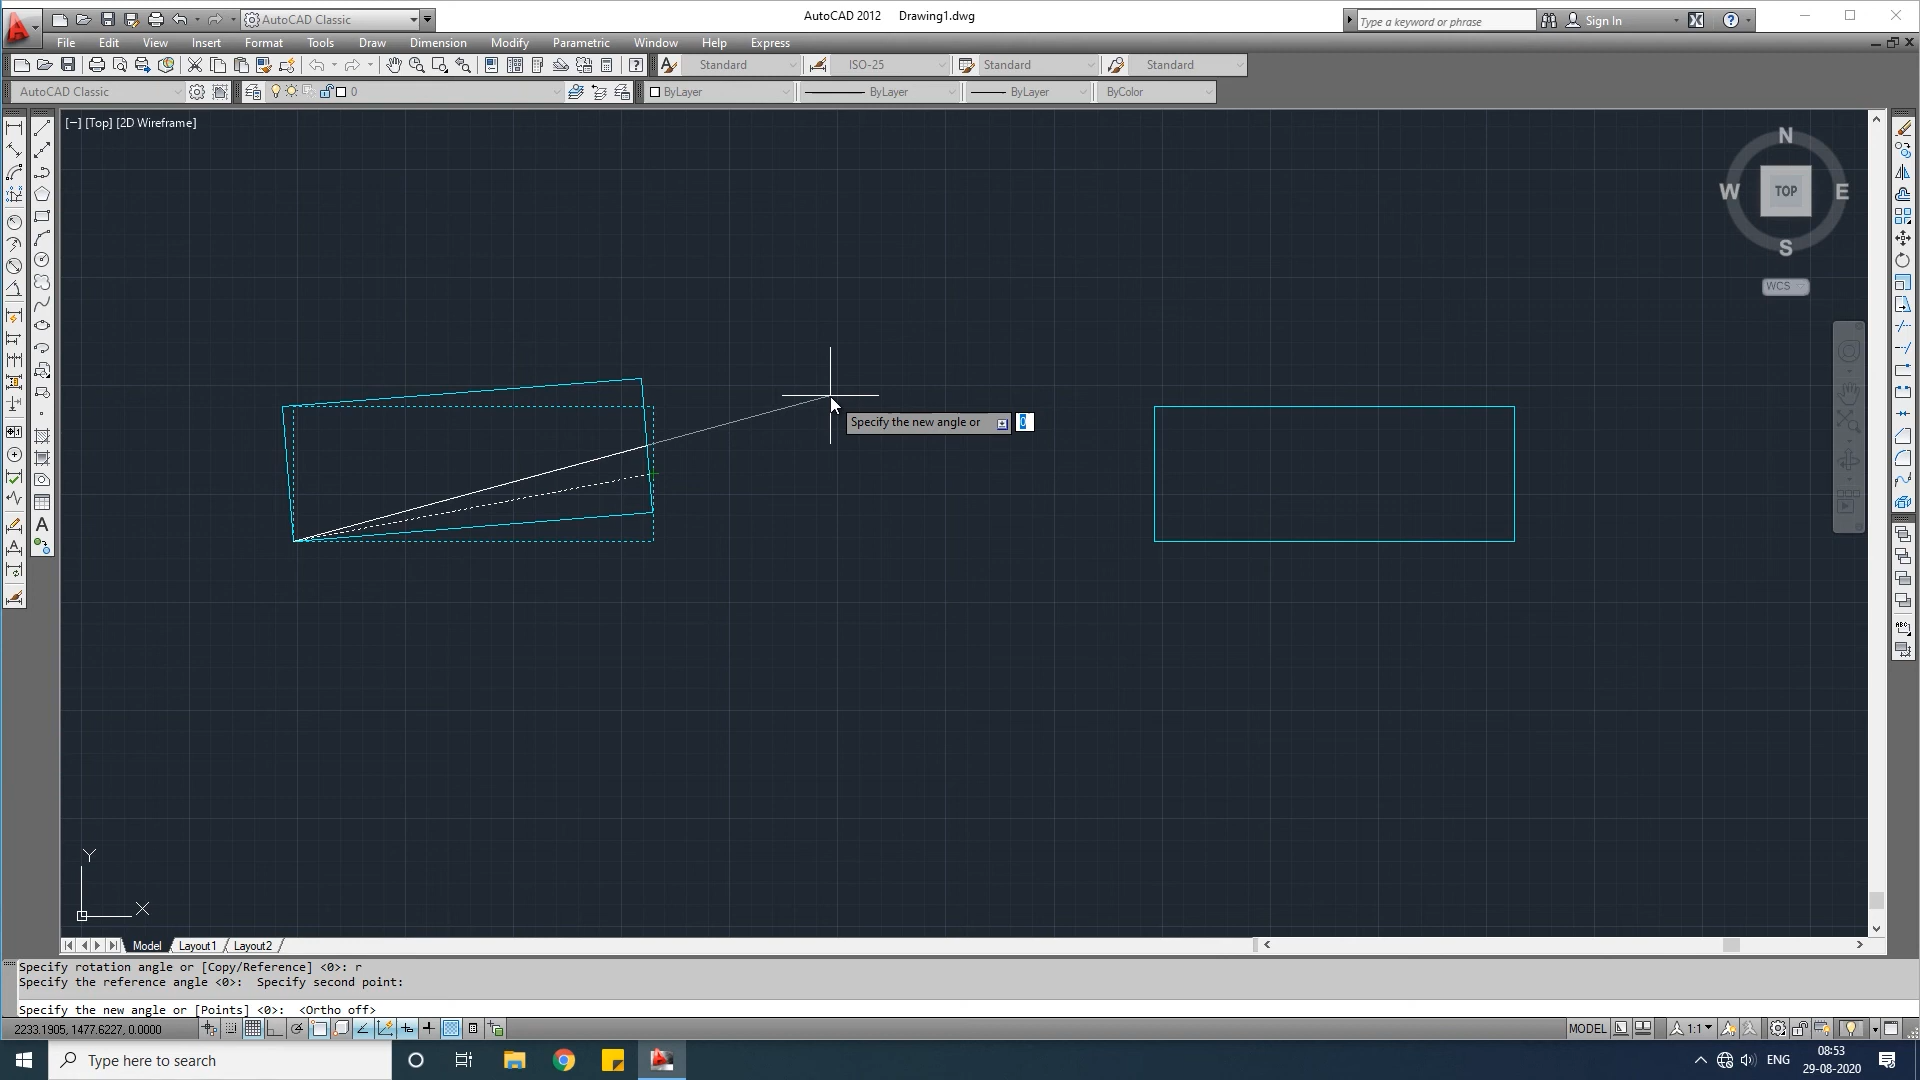 AutoCAD Classic
AutoCAD 2012 Drawing1.dwg
Type a keyword or phrase
Sign In
File Edit View Insert Format Tools Draw Dimension Modify Parametric Window Help Express
Standard ISO-25 Standard Standard
AutoCAD Classic 0 ByLayer ByLayer ByLayer ByColor
[−] [Top] [2D Wireframe]
N
W TOP E
S
WCS
Specify the new angle or 0
Y
X
Model Layout1 Layout2
Specify rotation angle or [Copy/Reference] <0>: r
Specify the reference angle <0>: Specify second point:
Specify the new angle or [Points] <0>: <Ortho off>
2233.1905, 1477.6227, 0.0000 MODEL 1:1
Type here to search
ENG
08:53
29-08-2020